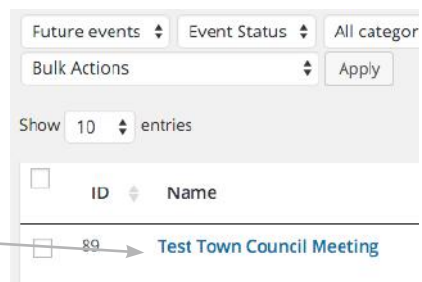 Future events Event Status All categor
Bulk Actions Apply
Show 10 entries
ID Name
89 Test Town Council Meeting